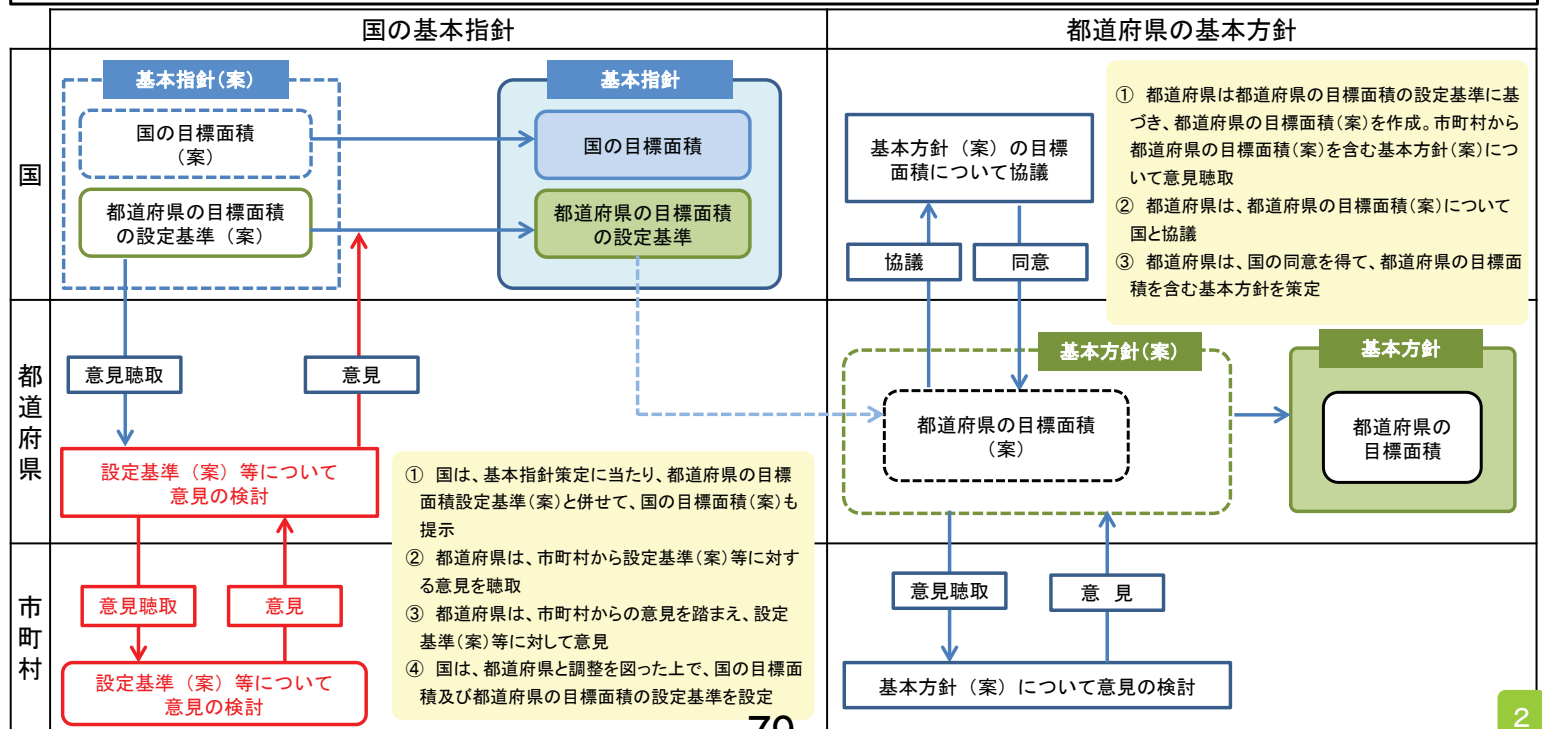 国の基本指針
都道府県の基本方針
国
基本指針(案)
国の目標面積
(案)
都道府県の目標面積
の設定基準(案)
基本指針
国の目標面積
都道府県の目標面積
の設定基準
基本方針(案)の目標
面積について協議
協議
同意
① 都道府県は都道府県の目標面積の設定基準に基
づき、都道府県の目標面積(案)を作成。市町村から
都道府県の目標面積(案)を含む基本方針(案)につ
いて意見聴取
② 都道府県は、都道府県の目標面積(案)について
国と協議
③ 都道府県は、国の同意を得て、都道府県の目標面
積を含む基本方針を策定
都道府県
意見聴取
意見
設定基準(案)等について
意見の検討
① 国は、基本指針策定に当たり、都道府県の目標
面積設定基準(案)と併せて、国の目標面積(案)も
提示
② 都道府県は、市町村から設定基準(案)等に対す
る意見を聴取
③ 都道府県は、市町村からの意見を踏まえ、設定
基準(案)等に対して意見
④ 国は、都道府県と調整を図った上で、国の目標面
積及び都道府県の目標面積の設定基準を設定
基本方針(案)
都道府県の目標面積
(案)
基本方針
都道府県の
目標面積
市町村
意見聴取
意見
設定基準(案)等について
意見の検討
意見聴取
意 見
基本方針(案)について意見の検討
2